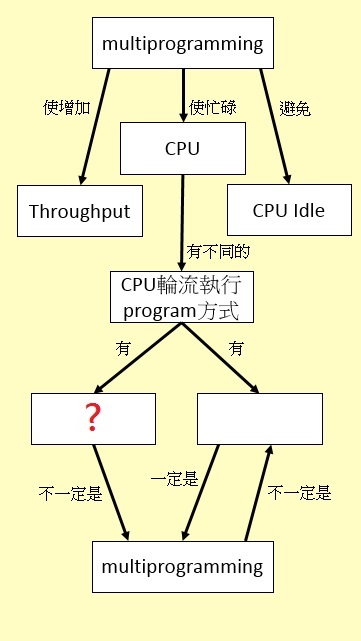 multiprogramming
使增加
使忙碌
避免
CPU
Throughput
CPU Idle
有不同的
CPU輪流執行
program方式
有
有
?
不一定是
一定是
不一定是
multiprogramming